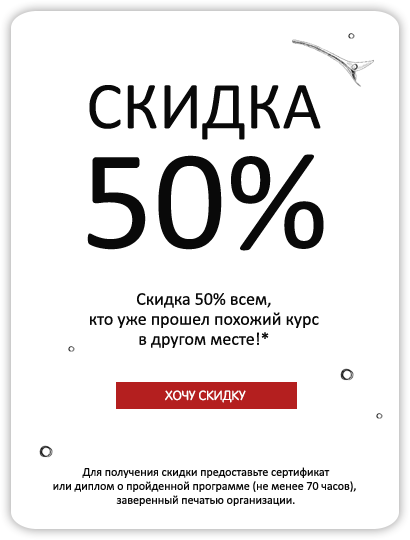 СКИДКА
50%
Скидка 50% всем,
кто уже прошел похожий курс
в другом месте!*
ХОЧУ СКИДКУ
Для получения скидки предоставьте сертификат
или диплом о пройденной программе (не менее 70 часов),
заверенный печатью организации.